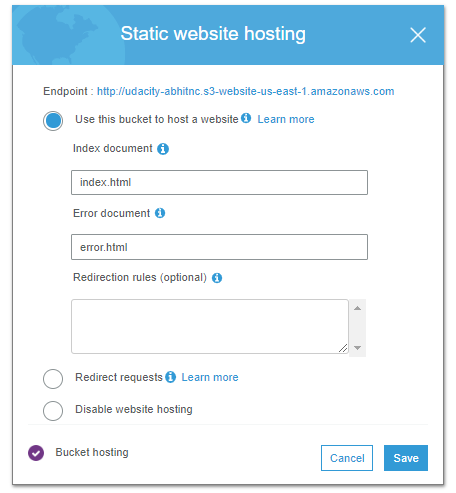 Static website hosting
Endpoint : http://udacity-abhitnc.s3-website-us-east-1.amazonaws.com
Use this bucket to host a website Learn more
Index document
index.html
Error document
error.html
Redirection rules (optional)
Redirect requests Learn more
Disable website hosting
Bucket hosting
Cancel Save